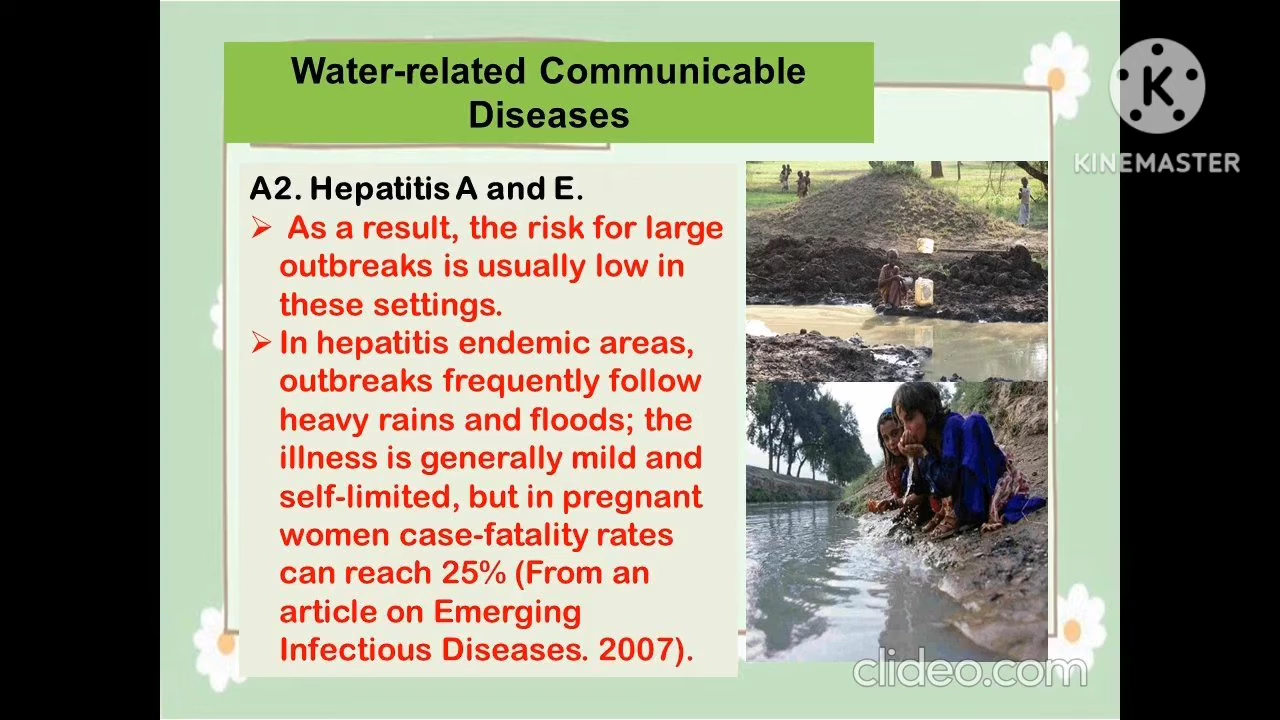 Water-related Communicable
Diseases
K
KINEMASTER
A2. Hepatitis A and E.
➢ As a result, the risk for large
outbreaks is usually low in
these settings.
➢ In hepatitis endemic areas,
outbreaks frequently follow
heavy rains and floods; the
illness is generally mild and
self-limited, but in pregnant
women case-fatality rates
can reach 25% (From an
article on Emerging
Infectious Diseases. 2007).
clideo.com